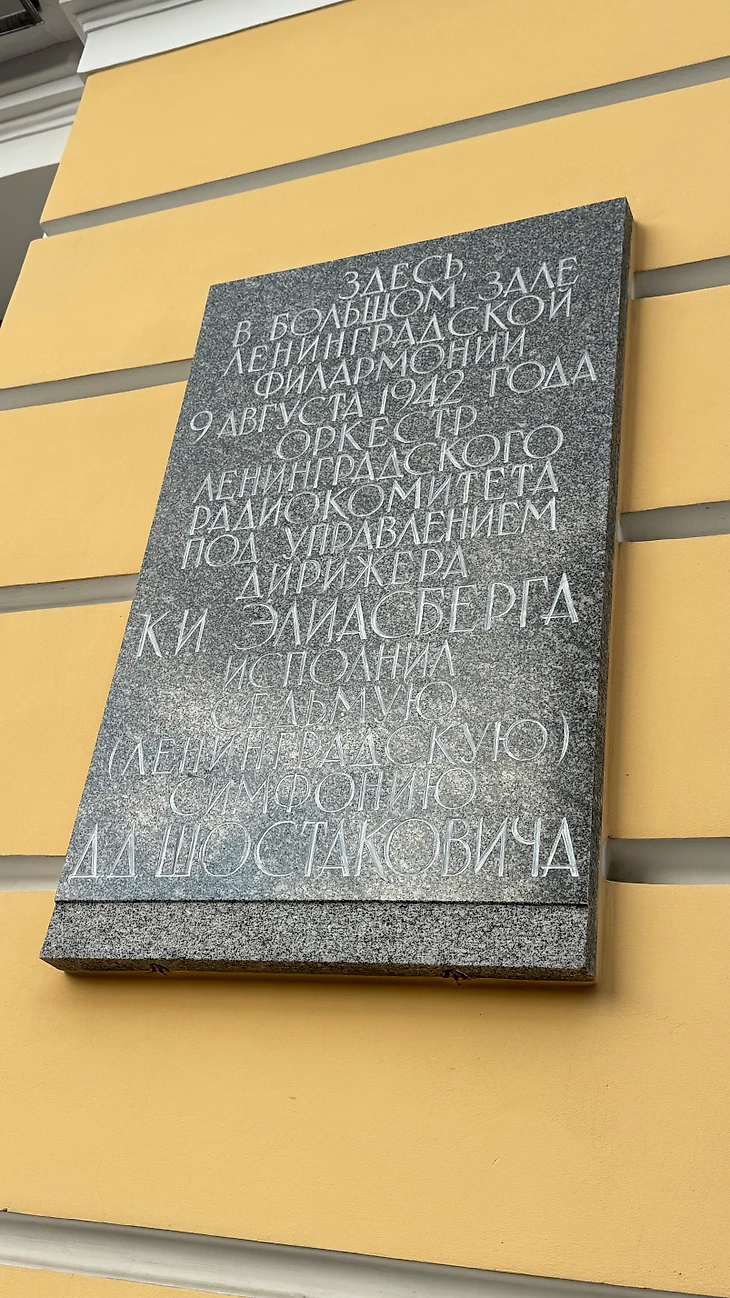 ЗДЕСЬ,
В БОЛЬШОМ ЗАЛЕ
ЛЕНИНГРАДСКОЙ
ФИЛАРМОНИИ,
9 АВГУСТА 1942 ГОДА
ОРКЕСТР
ЛЕНИНГРАДСКОГО
РАДИОКОМИТЕТА
ПОД УПРАВЛЕНИЕМ
ДИРИЖЕРА
К.И ЭЛИАСБЕРГА
ИСПОЛНИЛ
СЕДЬМУЮ
(ЛЕНИНГРАДСКУЮ)
СИМФОНИЮ
Д Д ШОСТАКОВИЧА